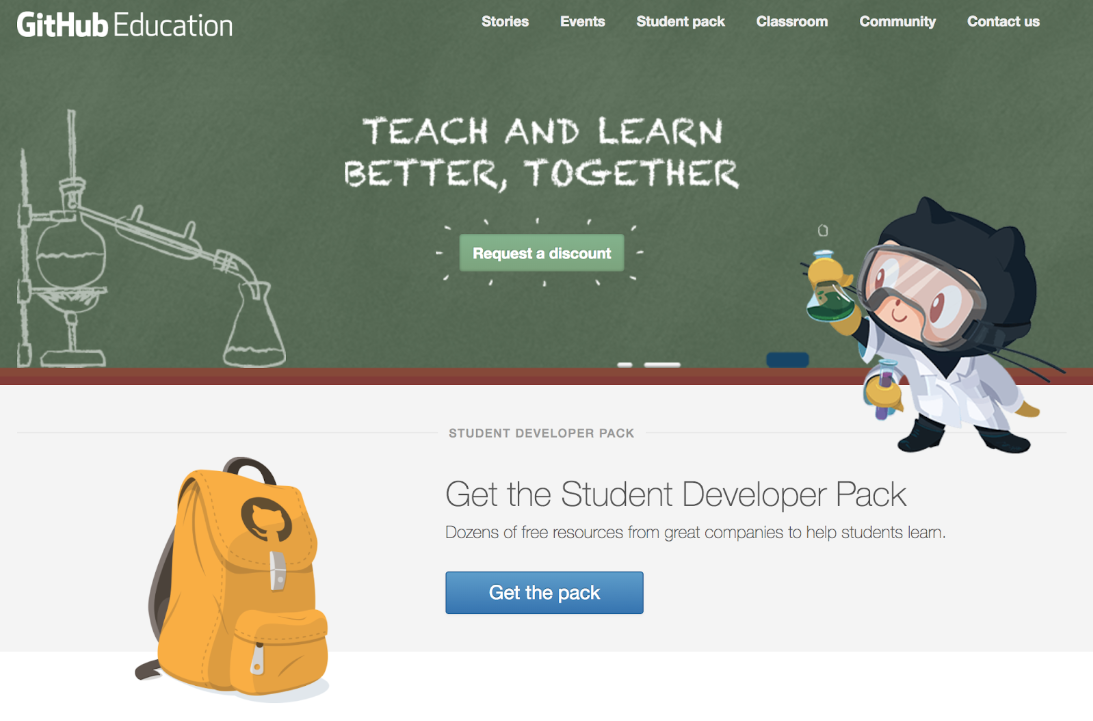 GitHub Education
Stories Events Student pack Classroom Community Contact us
TEACH AND LEARN
BETTER, TOGETHER
Request a discount
STUDENT DEVELOPER PACK
Get the Student Developer Pack
Dozens of free resources from great companies to help students learn.
Get the pack